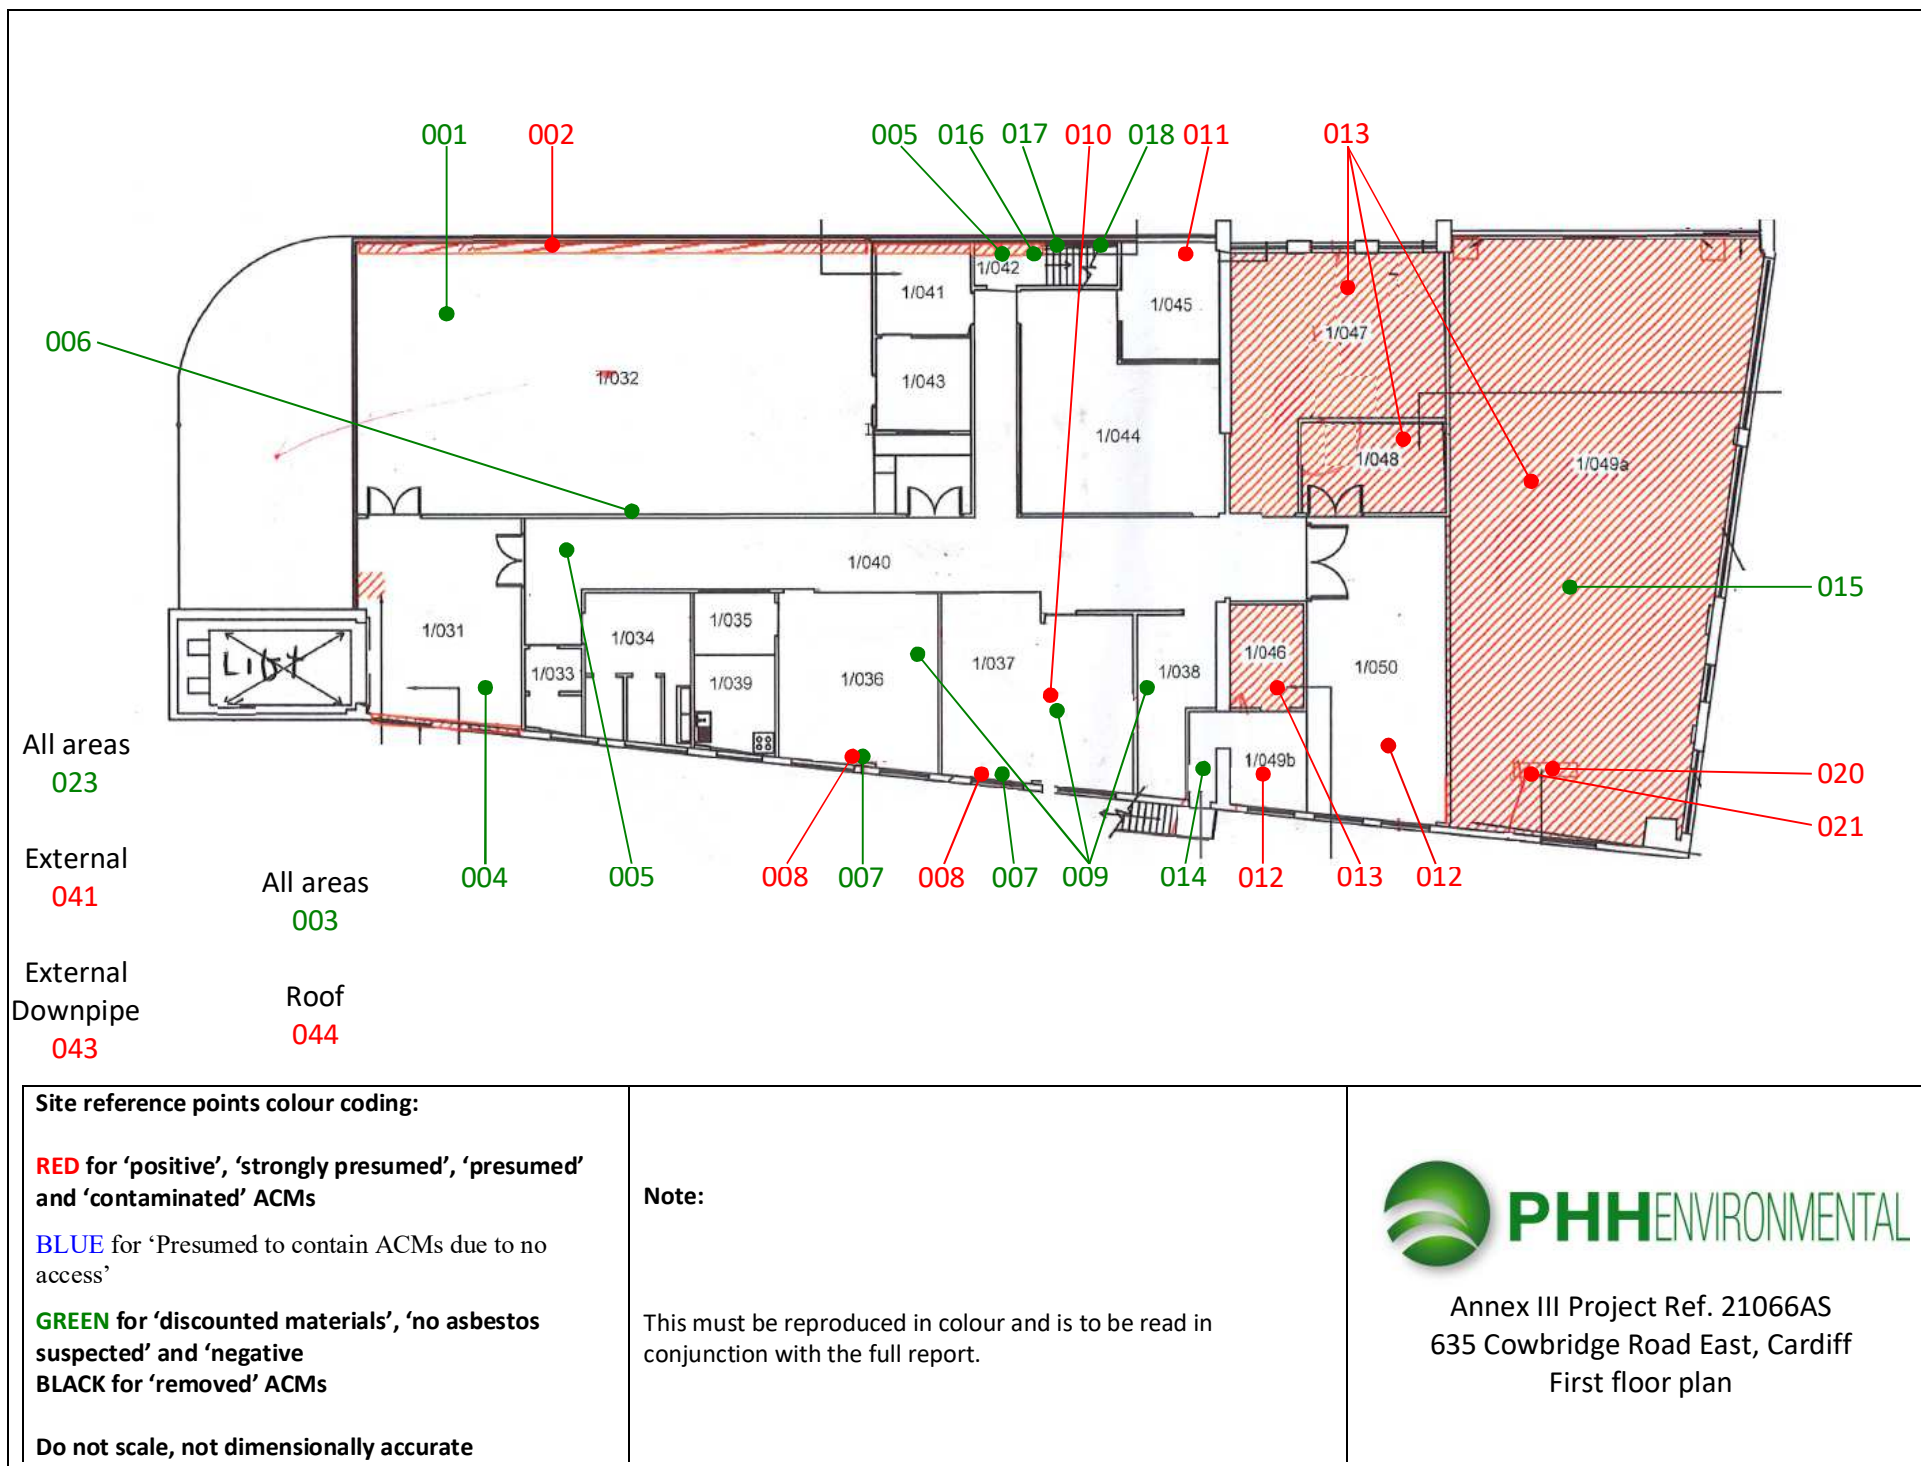 001 002 005 016 017 010 018 011 013
1/042
1/041
1/045
1/047
006
1/032
1/043
1/044
1/048
1/049a
1/040
015
1/031
1/034
1/035
1/033
1/039
1/036
1/037
1/038
1/046
1/050
LIFT
1/049b
020
021
All areas
023
External
041
004 005 008 007 008 007 009 014 012 013 012
All areas
003
External
Downpipe
043
Roof
044
Site reference points colour coding:
RED for ‘positive’, ‘strongly presumed’, ‘presumed’
and ‘contaminated’ ACMs
BLUE for ‘Presumed to contain ACMs due to no
access’
GREEN for ‘discounted materials’, ‘no asbestos
suspected’ and ‘negative
BLACK for ‘removed’ ACMs
Do not scale, not dimensionally accurate
Note:
This must be reproduced in colour and is to be read in
conjunction with the full report.
PHH ENVIRONMENTAL
Annex III Project Ref. 21066AS
635 Cowbridge Road East, Cardiff
First floor plan